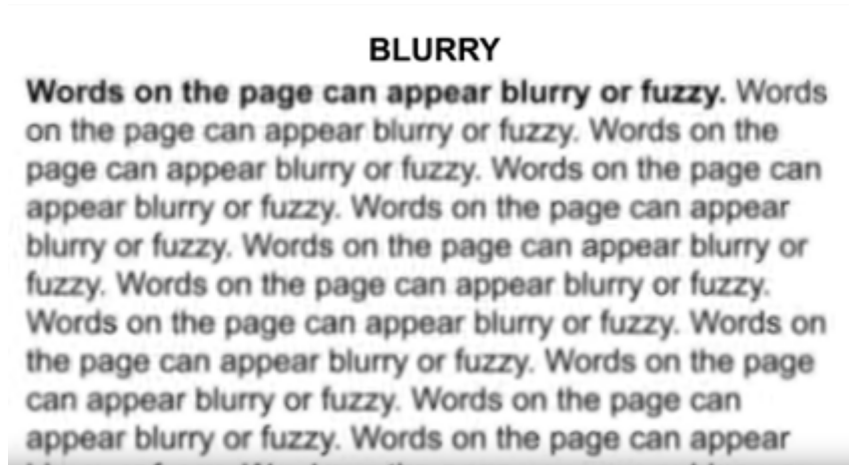 BLURRY
Words on the page can appear blurry or fuzzy. Words
on the page can appear blurry or fuzzy. Words on the
page can appear blurry or fuzzy. Words on the page can
appear blurry or fuzzy. Words on the page can appear
blurry or fuzzy. Words on the page can appear blurry or
fuzzy. Words on the page can appear blurry or fuzzy.
Words on the page can appear blurry or fuzzy. Words on
the page can appear blurry or fuzzy. Words on the page
can appear blurry or fuzzy. Words on the page can
appear blurry or fuzzy. Words on the page can appear